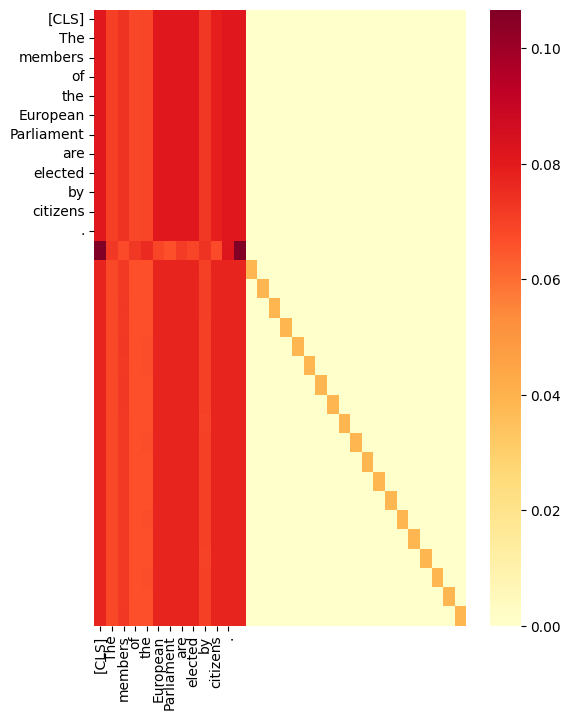 [CLS]
The
members
of
the
European
Parliament
are
elected
by
citizens
.
0.10
0.08
0.06
0.04
0.02
0.00
[CLS]
The
members
of
the
European
Parliament
are
elected
by
citizens
.